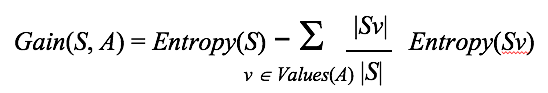 Gain(S, A) = Entropy(S) − Σ |Sv| / |S| Entropy(Sv)
v ∈ Values(A)